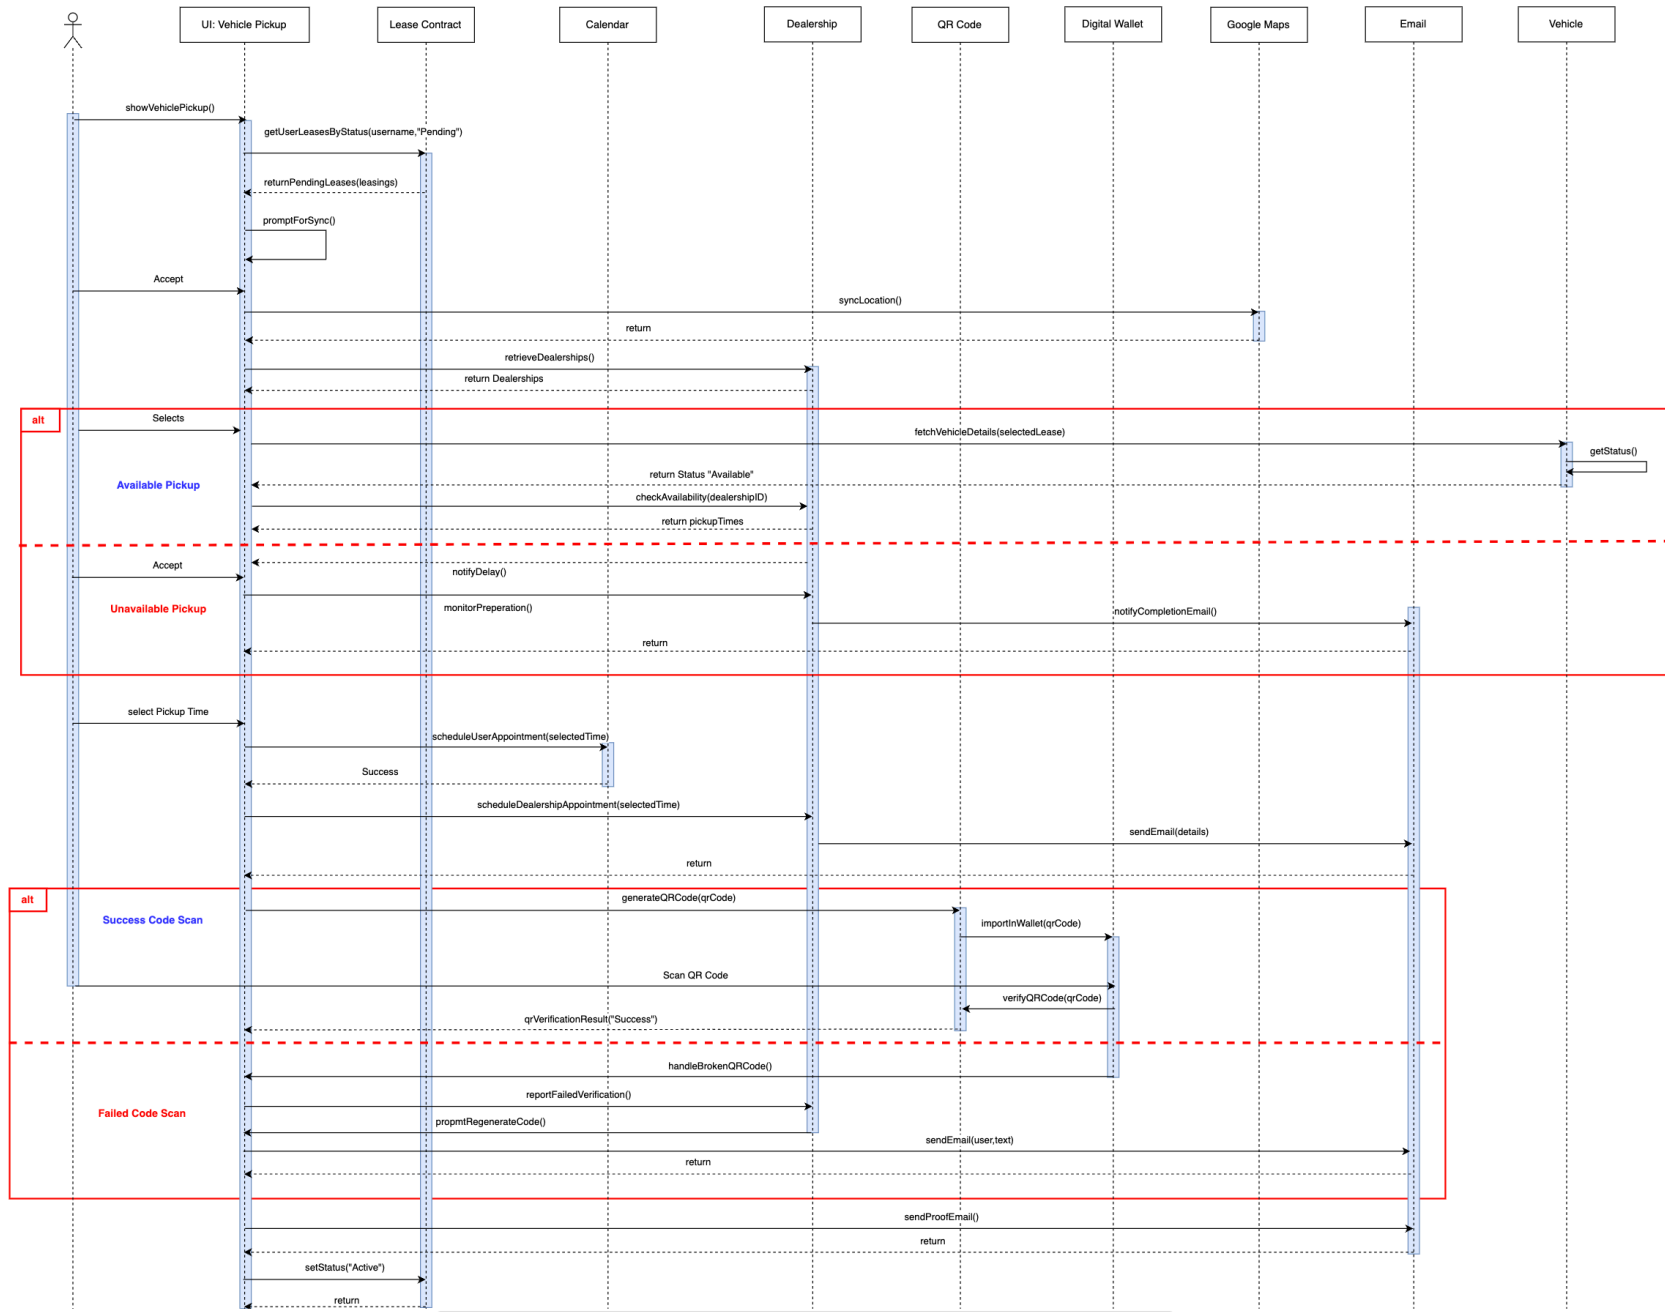 UI: Vehicle Pickup
Lease Contract
Calendar
Dealership
QR Code
Digital Wallet
Google Maps
Email
Vehicle
showVehiclePickup()
getUserLeasesByStatus(username,"Pending")
returnPendingLeases(leasings)
promptForSync()
Accept
syncLocation()
return
retrieveDealerships()
return Dealerships
alt
Selects
fetchVehicleDetails(selectedLease)
getStatus()
return Status "Available"
Available Pickup
checkAvailability(dealershipID)
return pickupTimes
Accept
notifyDelay()
Unavailable Pickup
monitorPreperation()
notifyCompletionEmail()
return
select Pickup Time
scheduleUserAppointment(selectedTime)
Success
scheduleDealershipAppointment(selectedTime)
sendEmail(details)
return
alt
generateQRCode(qrCode)
Success Code Scan
importInWallet(qrCode)
Scan QR Code
verifyQRCode(qrCode)
qrVerificationResult("Success")
handleBrokenQRCode()
reportFailedVerification()
Failed Code Scan
propmtRegenerateCode()
sendEmail(user,text)
return
sendProofEmail()
return
setStatus("Active")
return